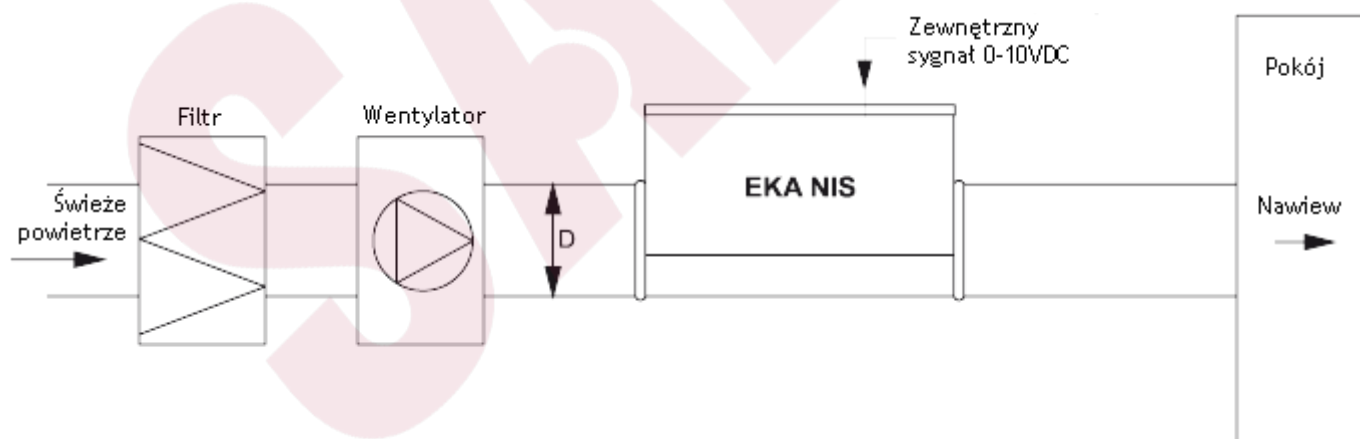 Zewnętrzny
sygnał 0-10VDC
Pokój
Filtr
Wentylator
EKA NIS
Świeże
powietrze
D
Nawiew